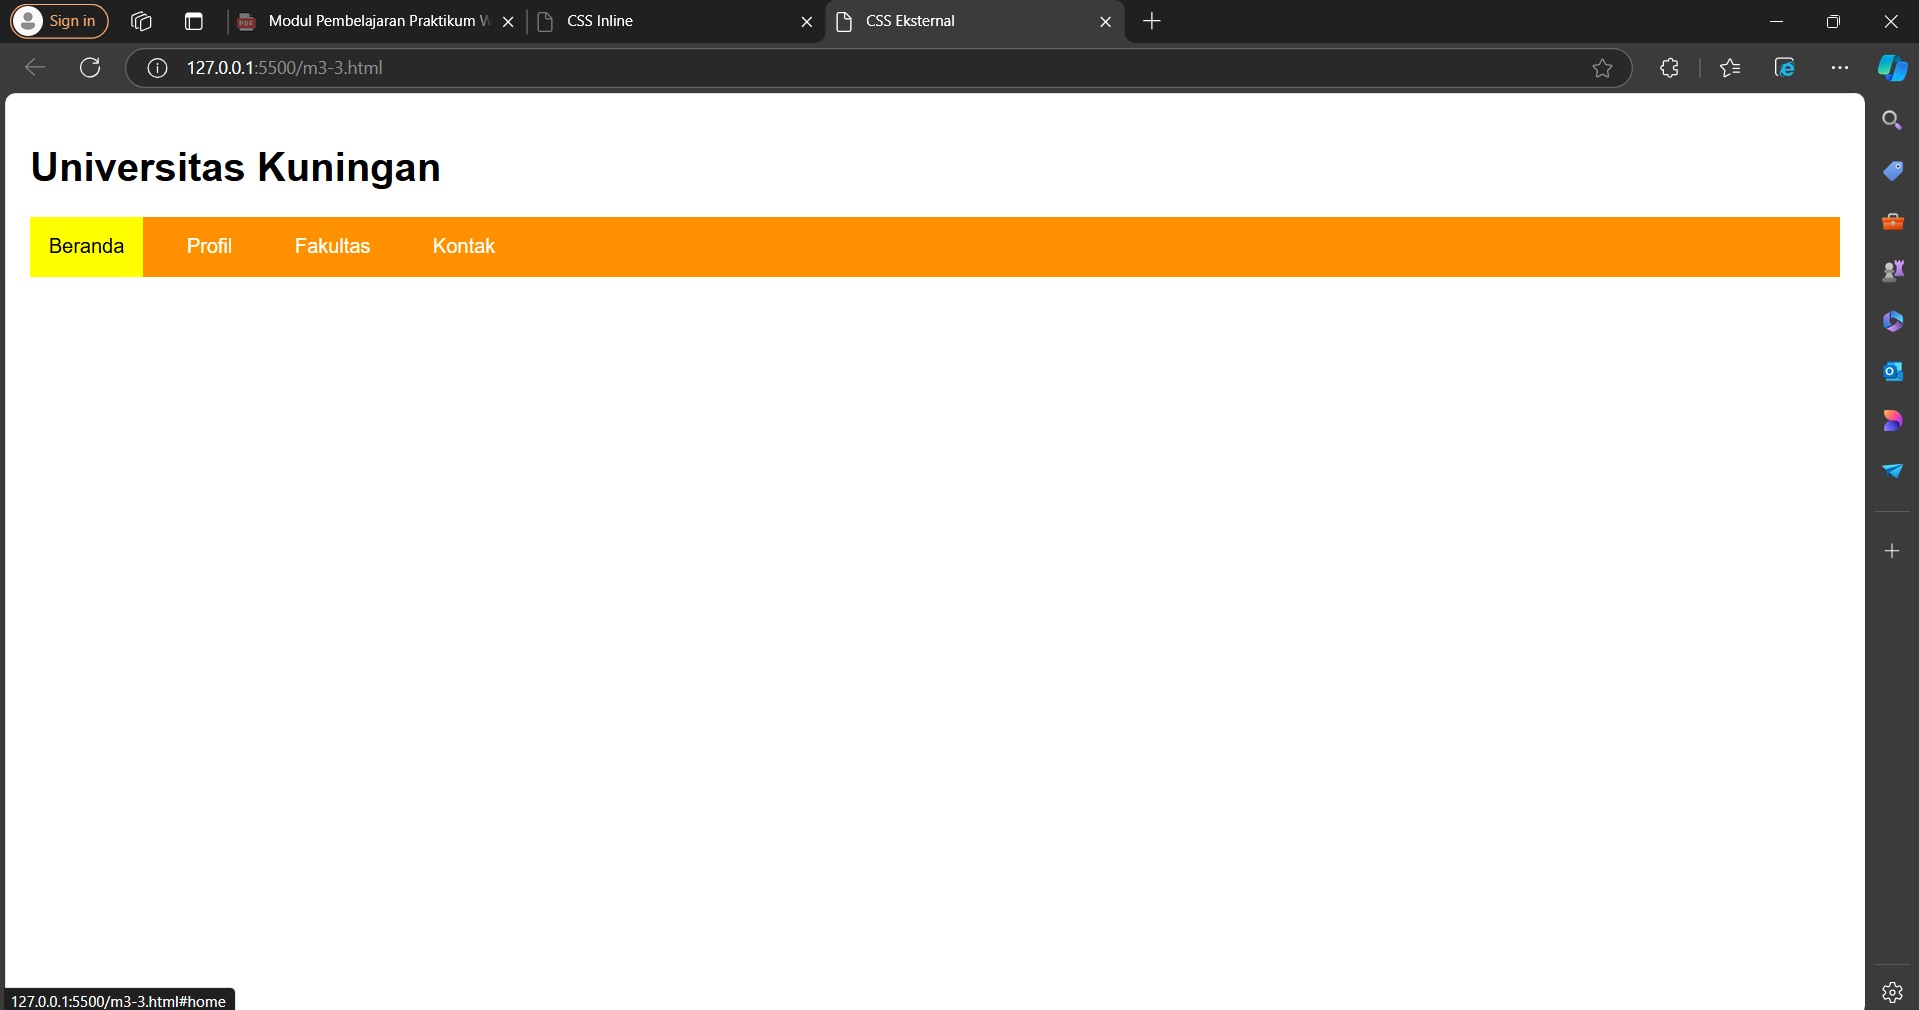 Sign in
Modul Pembelajaran Praktikum W
CSS Inline
CSS Eksternal
127.0.0.1:5500/m3-3.html
Universitas Kuningan
Beranda
Profil
Fakultas
Kontak
127.0.0.1:5500/m3-3.html#home